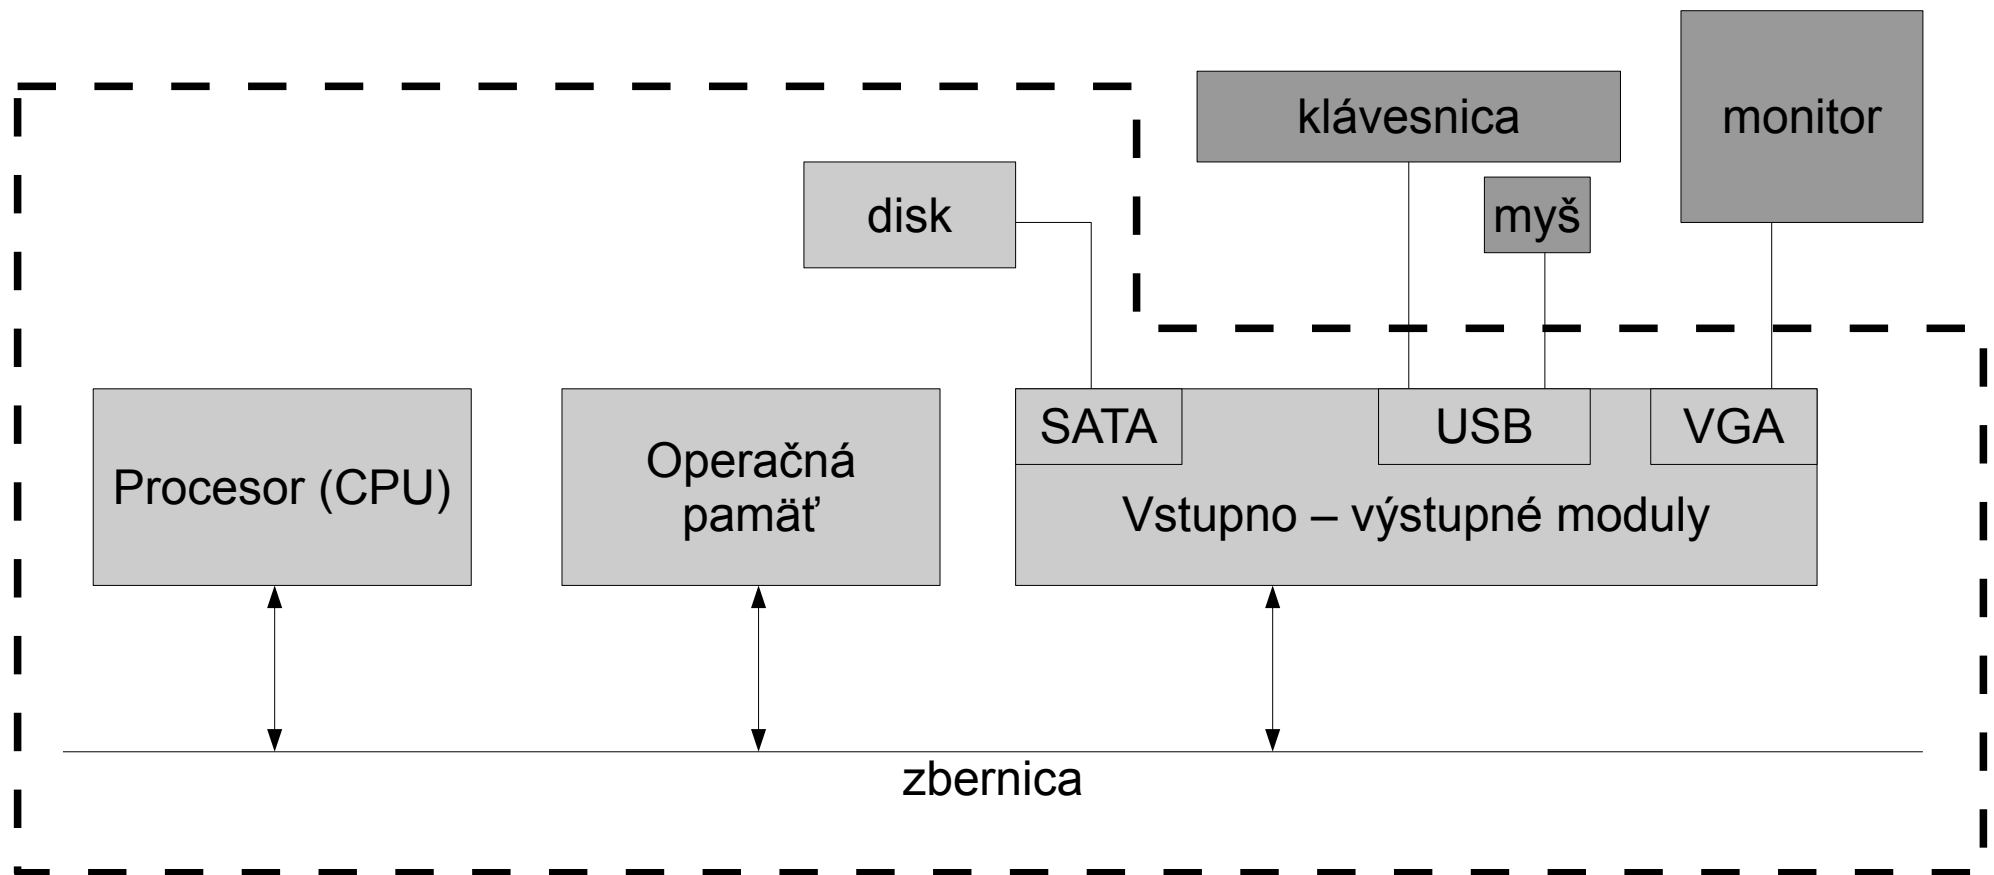 klávesnica
monitor
disk
myš
SATA
USB
VGA
Procesor (CPU)
Operačná
pamäť
Vstupno – výstupné moduly
zbernica